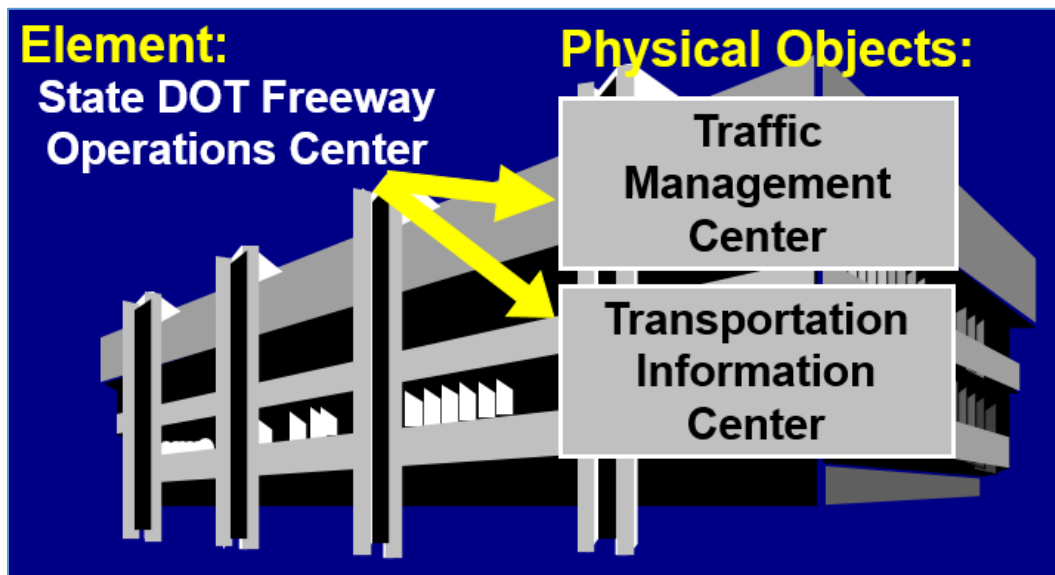 Element:
State DOT Freeway
Operations Center
Physical Objects:
Traffic
Management
Center
Transportation
Information
Center